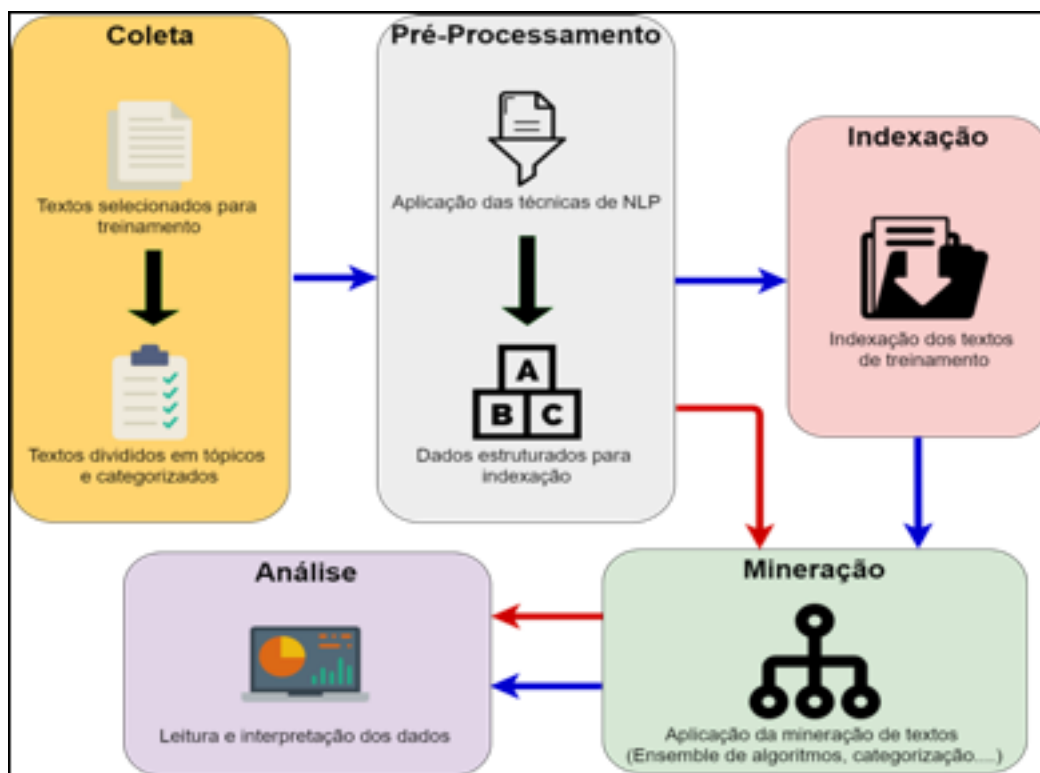 Coleta
Textos selecionados para
treinamento
Textos divididos em tópicos
e categorizados
Pré-Processamento
Aplicação das técnicas de NLP
A
B C
Dados estruturados para
indexação
Indexação
Indexação dos textos
de treinamento
Mineração
Aplicação da mineração de textos
(Ensemble de algoritmos, categorização....)
Análise
Leitura e interpretação dos dados